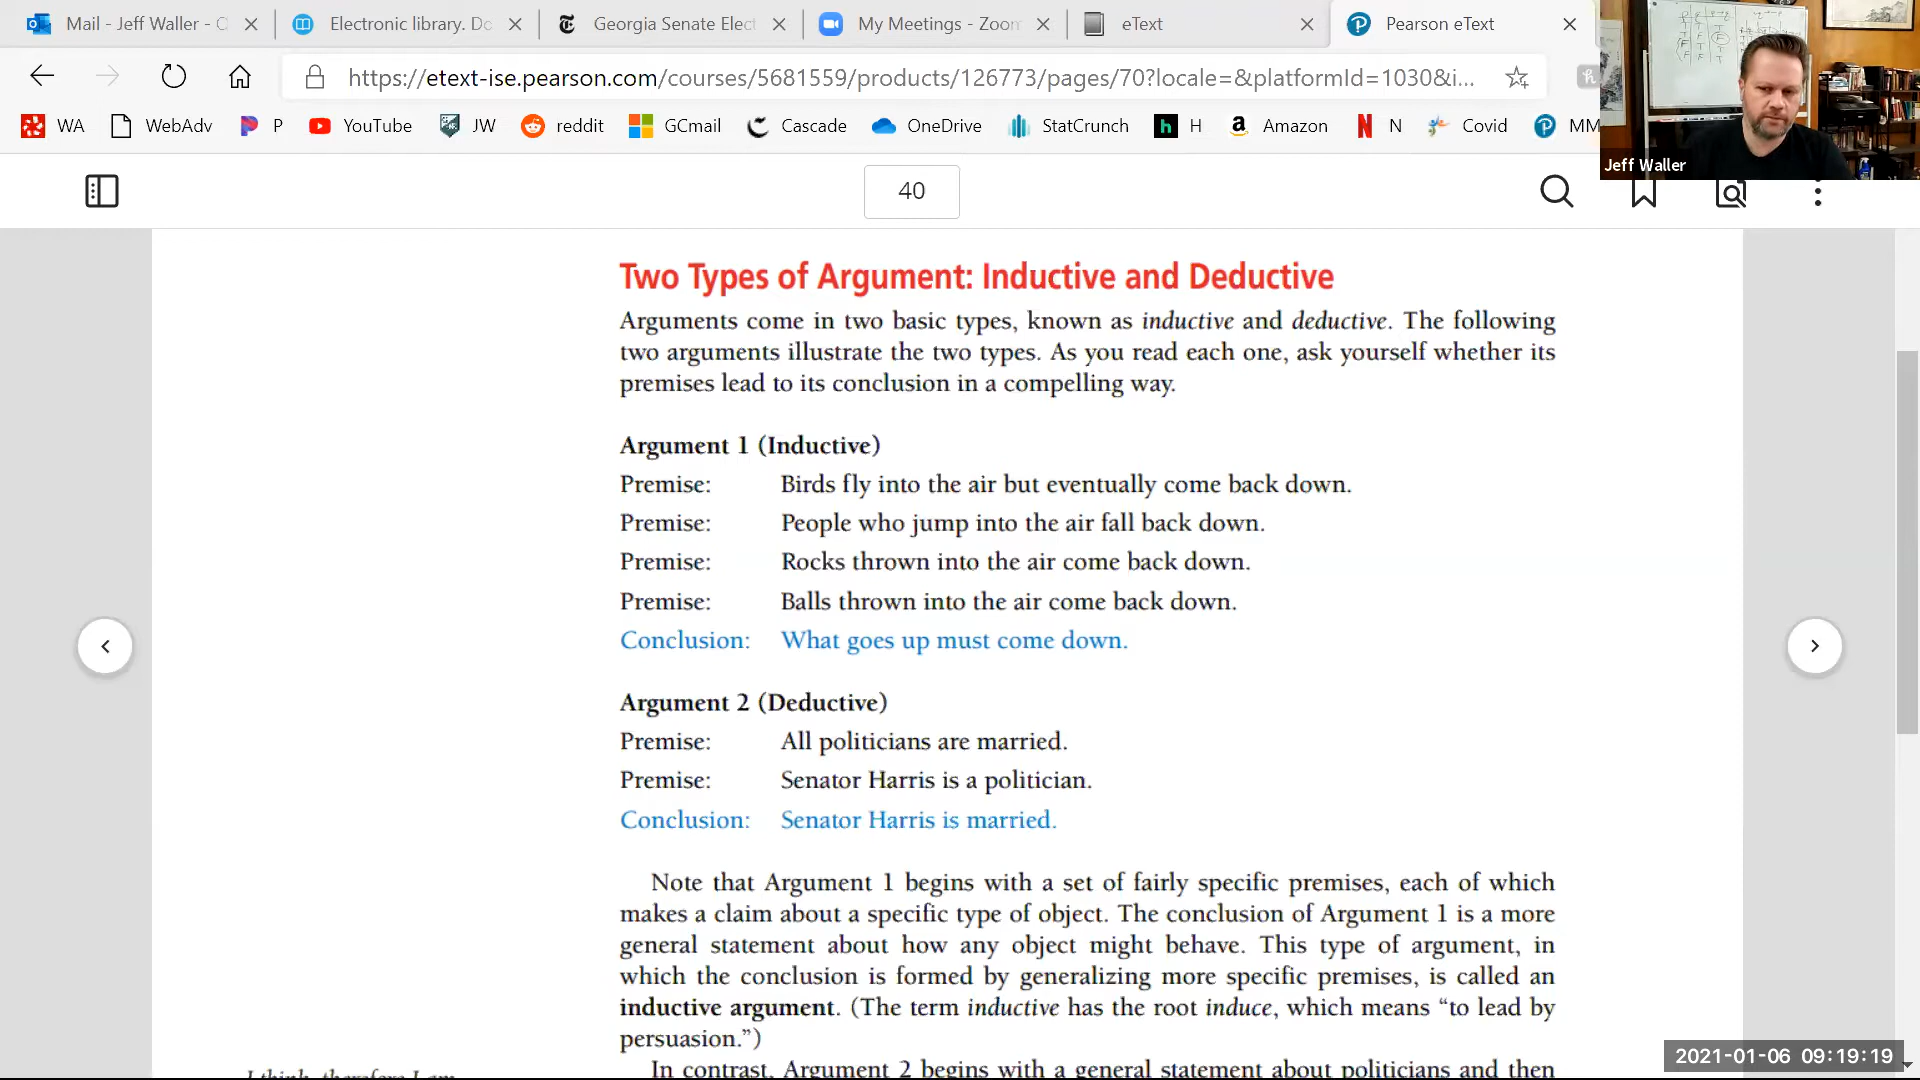 Mail - Jeff Waller - C
Electronic library. Do
Georgia Senate Elect
My Meetings - Zoom
eText
Pearson eText
https://etext-ise.pearson.com/courses/5681559/products/126773/pages/70?locale=&platformId=1030&i...
WA
WebAdv
P
YouTube
JW
reddit
GCmail
Cascade
OneDrive
StatCrunch
H
Amazon
N
Covid
MM
Jeff Waller
40
Two Types of Argument: Inductive and Deductive
Arguments come in two basic types, known as inductive and deductive. The following
two arguments illustrate the two types. As you read each one, ask yourself whether its
premises lead to its conclusion in a compelling way.
Argument 1 (Inductive)
Premise: Birds fly into the air but eventually come back down.
Premise: People who jump into the air fall back down.
Premise: Rocks thrown into the air come back down.
Premise: Balls thrown into the air come back down.
Conclusion: What goes up must come down.
Argument 2 (Deductive)
Premise: All politicians are married.
Premise: Senator Harris is a politician.
Conclusion: Senator Harris is married.
Note that Argument 1 begins with a set of fairly specific premises, each of which
makes a claim about a specific type of object. The conclusion of Argument 1 is a more
general statement about how any object might behave. This type of argument, in
which the conclusion is formed by generalizing more specific premises, is called an
inductive argument. (The term inductive has the root induce, which means “to lead by
persuasion.”)
I think, therefore I am
In contrast, Argument 2 begins with a general statement about politicians and then
2021-01-06 09:19:19